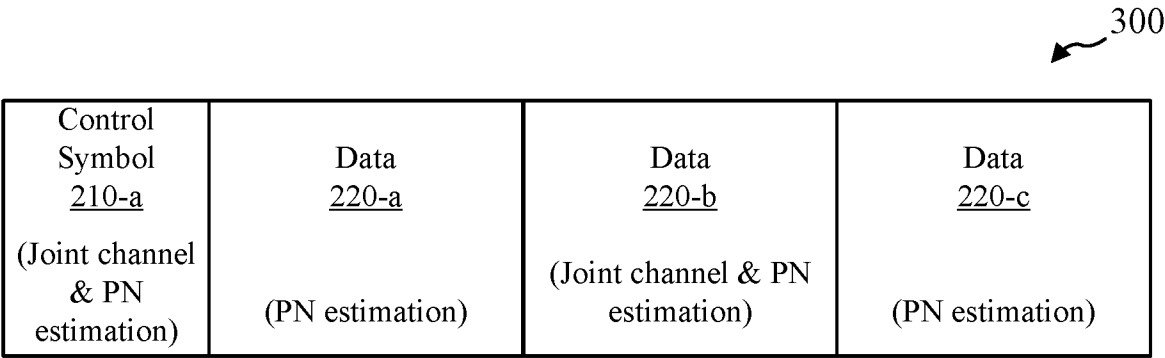 300
Control
Symbol
210-a
(Joint channel
& PN
estimation)
Data
220-a
(PN estimation)
Data
220-b
(Joint channel & PN
estimation)
Data
220-c
(PN estimation)